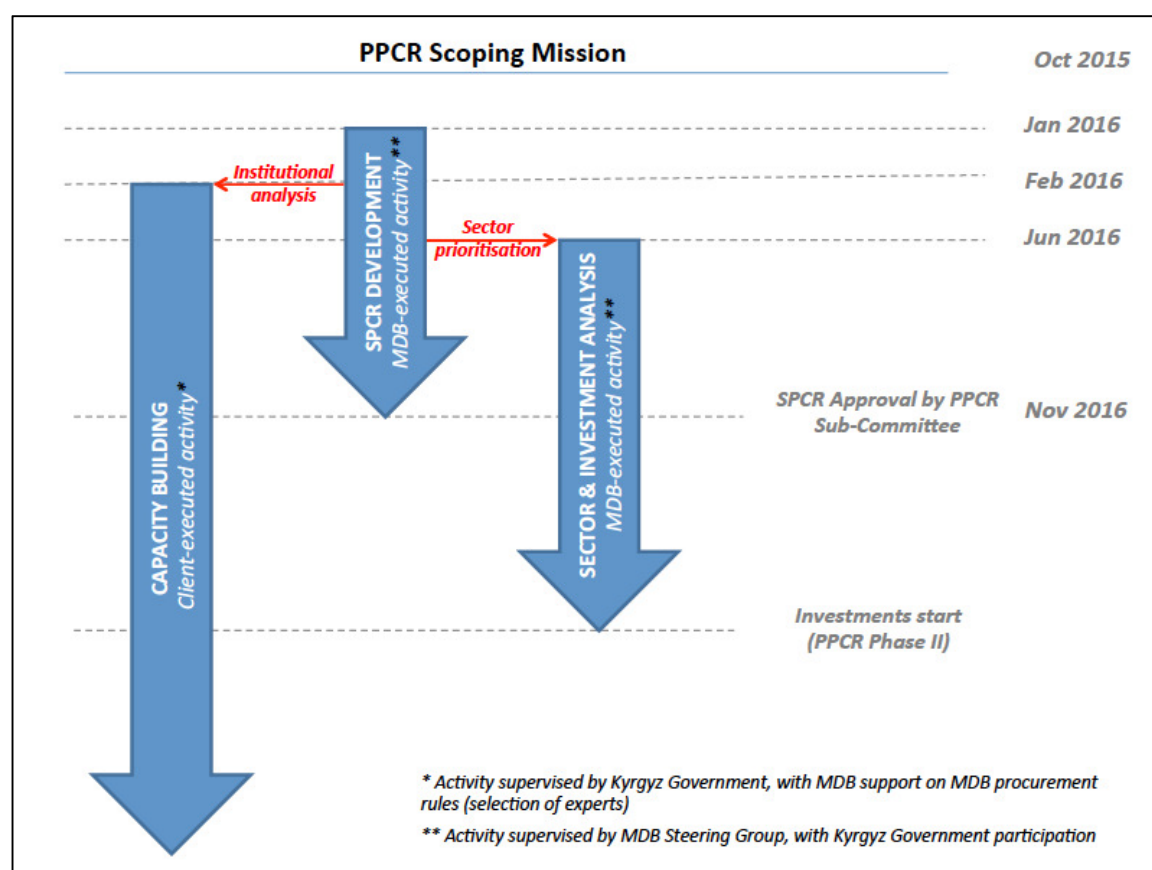 PPCR Scoping Mission
Oct 2015
Jan 2016
Institutional
analysis
Feb 2016
Sector
prioritisation
Jun 2016
SPCR DEVELOPMENT
MDB-executed activity**
SECTOR & INVESTMENT ANALYSIS
MDB-executed activity**
CAPACITY BUILDING
Client-executed activity*
SPCR Approval by PPCR
Sub-Committee
Nov 2016
Investments start
(PPCR Phase II)
* Activity supervised by Kyrgyz Government, with MDB support on MDB procurement
rules (selection of experts)
** Activity supervised by MDB Steering Group, with Kyrgyz Government participation